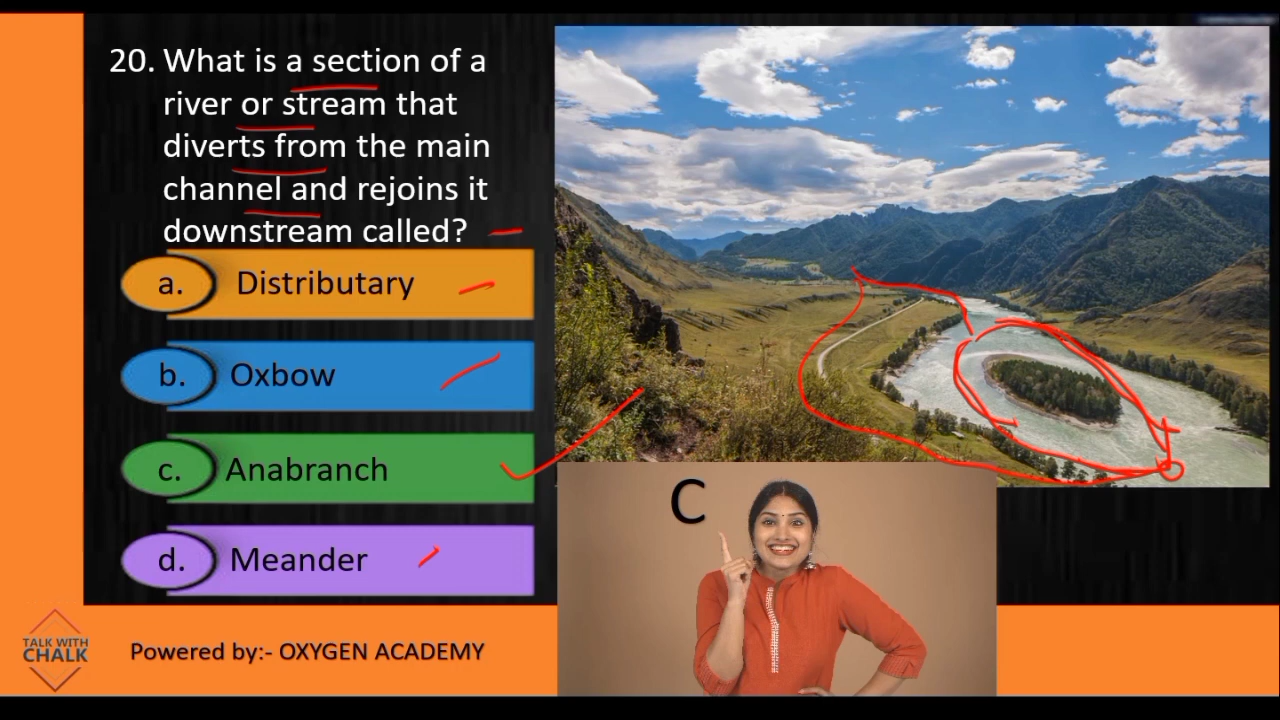 20. What is a section of a
river or stream that
diverts from the main
channel and rejoins it
downstream called?
a. Distributary
b. Oxbow
c. Anabranch
d. Meander
C
TALK WITH
CHALK
Powered by:- OXYGEN ACADEMY